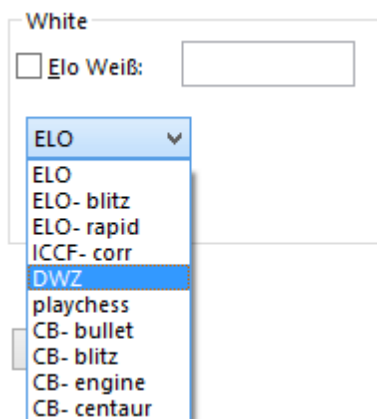 White
Elo Weiß:
ELO
ELO
ELO- blitz
ELO- rapid
ICCF- corr
DWZ
playchess
CB- bullet
CB- blitz
CB- engine
CB- centaur